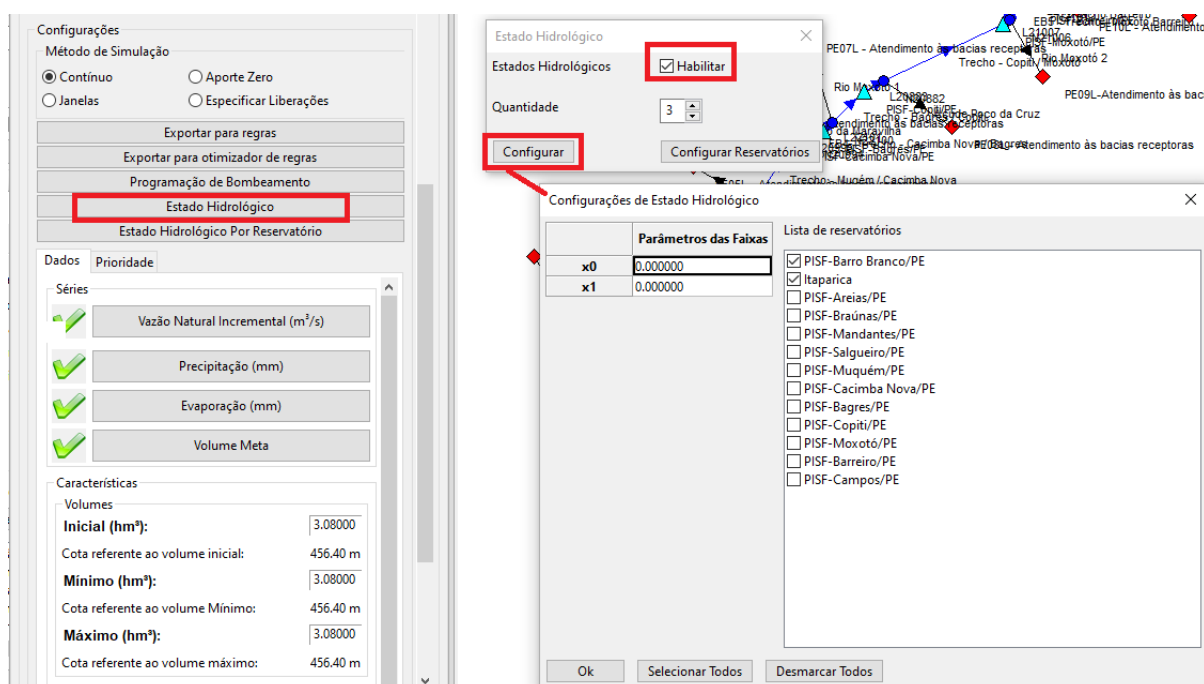 Configurações
Método de Simulação
Contínuo
Aporte Zero
Janelas
Especificar Liberações
Exportar para regras
Exportar para otimizador de regras
Programação de Bombeamento
Estado Hidrológico
Estado Hidrológico Por Reservatório
Dados
Prioridade
Séries
Vazão Natural Incremental (m³/s)
Precipitação (mm)
Evaporação (mm)
Volume Meta
Características
Volumes
Inicial (hm³):
3.08000
Cota referente ao volume inicial:
456.40 m
Mínimo (hm³):
3.08000
Cota referente ao volume Mínimo:
456.40 m
Máximo (hm³):
3.08000
Cota referente ao volume máximo:
456.40 m
Estado Hidrológico
Estados Hidrológicos
Habilitar
Quantidade
3
Configurar
Configurar Reservatórios
L21007
PE07L - Atendimento às bacias
Moxotó/PE
Trecho - Copiti / Moxotó
Rio Moxotó 2
PE09L-Atendimento às bac
Poço da Cruz
Atendimento às bacias receptoras
Cacimba Nova/PE
Trecho - Muquém / Cacimba Nova
Configurações de Estado Hidrológico
Parâmetros das Faixas
x0
0.000000
x1
0.000000
Lista de reservatórios
PISF-Barro Branco/PE
Itaparica
PISF-Areias/PE
PISF-Braúnas/PE
PISF-Mandantes/PE
PISF-Salgueiro/PE
PISF-Muquém/PE
PISF-Cacimba Nova/PE
PISF-Bagres/PE
PISF-Copiti/PE
PISF-Moxotó/PE
PISF-Barreiro/PE
PISF-Campos/PE
Ok
Selecionar Todos
Desmarcar Todos